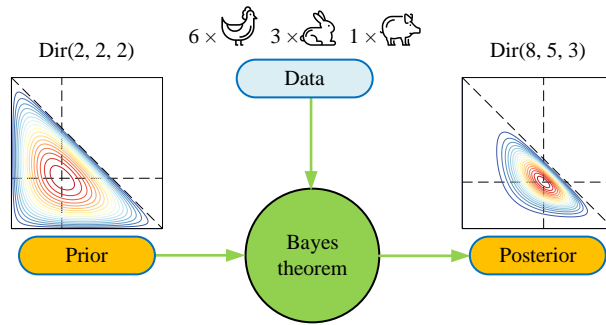 6 × 3 × 1 ×
Dir(2, 2, 2)
Dir(8, 5, 3)
Data
Prior
Bayes
theorem
Posterior